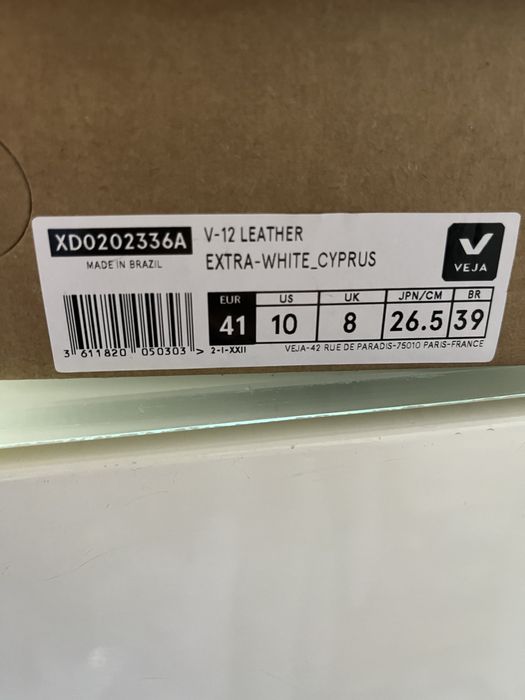 XD0202336A
MADE IN BRAZIL
V-12 LEATHER
EXTRA-WHITE_CYPRUS
V
VEJA
EUR US UK JPN/CM BR
41 10 8 26.5 39
3 611820 050303 >
2-I-XXII
VEJA-42 RUE DE PARADIS-75010 PARIS-FRANCE